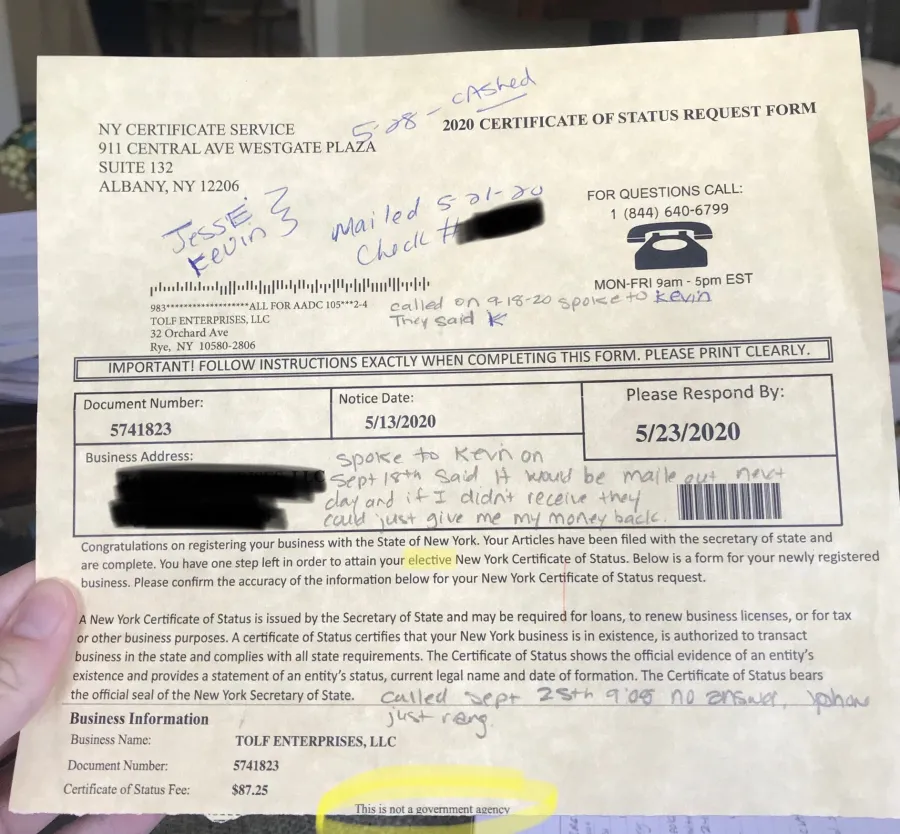 5-28 - CAShed
2020 CERTIFICATE OF STATUS REQUEST FORM
NY CERTIFICATE SERVICE
911 CENTRAL AVE WESTGATE PLAZA
SUITE 132
ALBANY, NY 12206
JESSE
Kevin
Mailed 5-21-20
Check #
FOR QUESTIONS CALL:
1 (844) 640-6799
MON-FRI 9am - 5pm EST
983*******************ALL FOR AADC 105***2-4
TOLF ENTERPRISES, LLC
32 Orchard Ave
Rye, NY 10580-2806
called on 9-18-20 spoke to Kevin
They said
IMPORTANT! FOLLOW INSTRUCTIONS EXACTLY WHEN COMPLETING THIS FORM. PLEASE PRINT CLEARLY.
Document Number:
5741823
Notice Date:
5/13/2020
Please Respond By:
5/23/2020
Business Address:
spoke to Kevin on
Sept 18th said It would be maile out next
day and if I didn't receive they
could just give me my money back.
Congratulations on registering your business with the State of New York. Your Articles have been filed with the secretary of state and
are complete. You have one step left in order to attain your elective New York Certificate of Status. Below is a form for your newly registered
business. Please confirm the accuracy of the information below for your New York Certificate of Status request.
A New York Certificate of Status is issued by the Secretary of State and may be required for loans, to renew business licenses, or for tax
or other business purposes. A certificate of Status certifies that your New York business is in existence, is authorized to transact
business in the state and complies with all state requirements. The Certificate of Status shows the official evidence of an entity's
existence and provides a statement of an entity's status, current legal name and date of formation. The Certificate of Status bears
the official seal of the New York Secretary of State.
called Sept 25th 9:08 no answer, phone
just rang.
Business Information
Business Name: TOLF ENTERPRISES, LLC
Document Number: 5741823
Certificate of Status Fee: $87.25
This is not a government agency